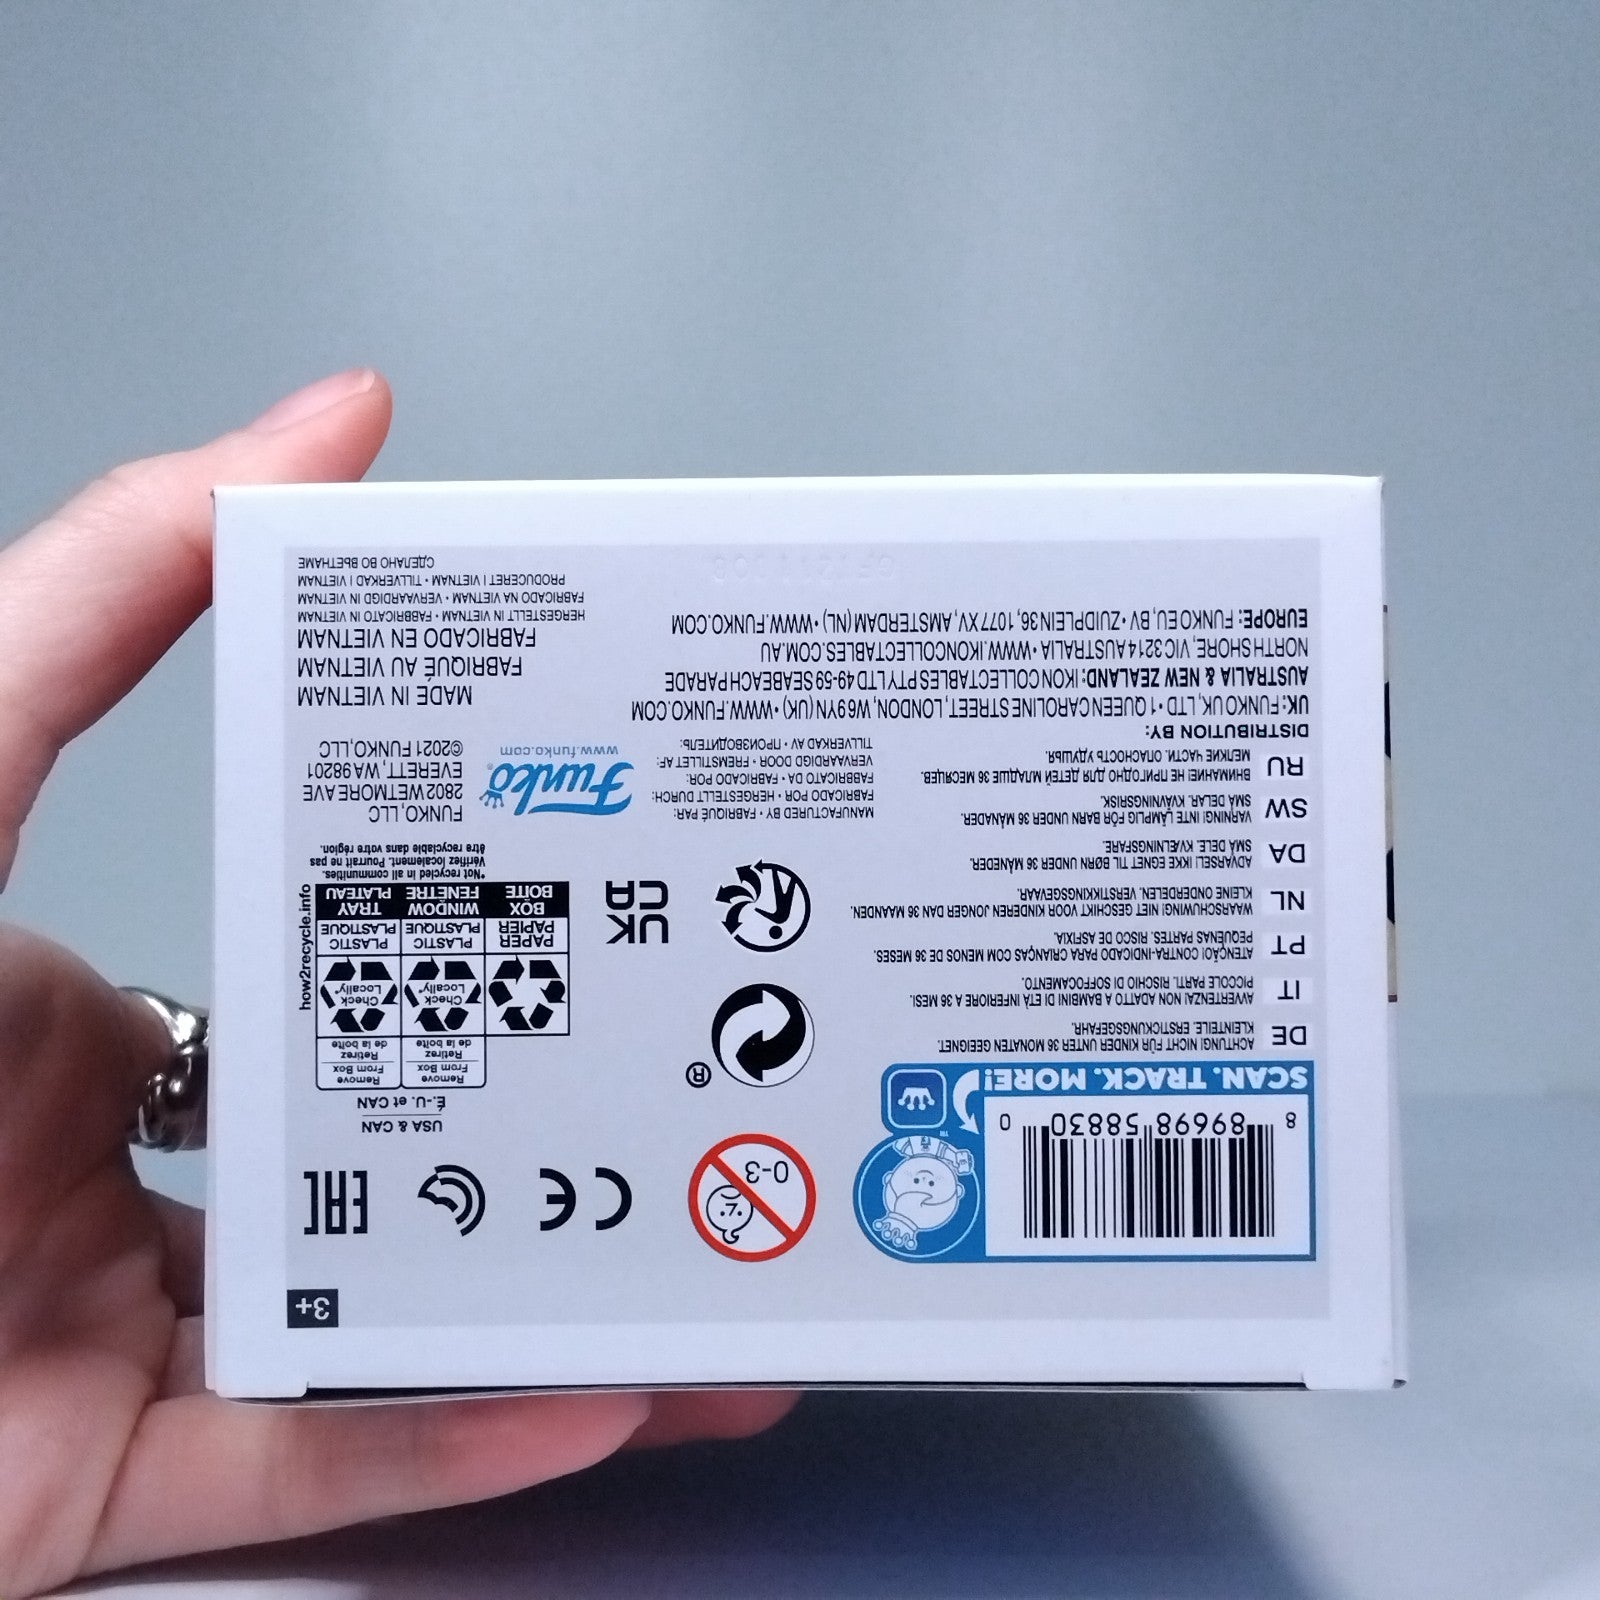 3+
8 89698 58830 0
SCAN. TRACK. MORE!
TM
0-3
CE
EAC
USA & CAN
É.-U. et CAN
Remove
From Box
Retirez
de la boîte
Remove
From Box
Retirez
de la boîte
Check
Locally*
Check
Locally*
PAPER
PAPIER
PLASTIC
PLASTIQUE
PLASTIC
PLASTIQUE
BOX
BOÎTE
WINDOW
FENÊTRE
TRAY
PLATEAU
how2recycle.info
*Not recycled in all communities.
Vérifiez localement. Pourrait ne pas
être recyclable dans votre région.
®
UK
CA
DE ACHTUNG! NICHT FÜR KINDER UNTER 36 MONATEN GEEIGNET.
KLEINTEILE. ERSTICKUNGSGEFAHR.
IT AVVERTENZA! NON ADATTO A BAMBINI DI ETÀ INFERIORE A 36 MESI.
PICCOLE PARTI. RISCHIO DI SOFFOCAMENTO.
PT ATENÇÃO! CONTRA-INDICADO PARA CRIANÇAS COM MENOS DE 36 MESES.
PEQUENAS PARTES. RISCO DE ASFIXIA.
NL WAARSCHUWING! NIET GESCHIKT VOOR KINDEREN JONGER DAN 36 MAANDEN.
KLEINE ONDERDELEN. VERSTIKKINGSGEVAAR.
DA ADVARSEL! IKKE EGNET TIL BØRN UNDER 36 MÅNEDER.
SMÅ DELE. KVÆLNINGSFARE.
SW VARNING! INTE LÄMPLIG FÖR BARN UNDER 36 MÅNADER.
SMÅ DELAR. KVÄVNINGSRISK.
RU ВНИМАНИЕ! НЕ ПРИГОДНО ДЛЯ ДЕТЕЙ МЛАДШЕ 36 МЕСЯЦЕВ.
МЕЛКИЕ ЧАСТИ. ОПАСНОСТЬ УДУШЬЯ.
MANUFACTURED BY • FABRIQUÉ PAR:
FABRICADO POR • HERGESTELLT DURCH:
FABBRICATO DA • FABRICADO POR:
VERVAARDIGD DOOR • FREMSTILLET AF:
TILLVERKAD AV • ПРОИЗВОДИТЕЛЬ:
Funko®
www.funko.com
FUNKO, LLC
2802 WETMORE AVE
EVERETT, WA 98201
©2021 FUNKO, LLC
DISTRIBUTION BY:
UK: FUNKO UK, LTD • 1 QUEEN CAROLINE STREET, LONDON, W6 9YN (UK) • WWW.FUNKO.COM
AUSTRALIA & NEW ZEALAND: IKON COLLECTABLES PTY LTD 49-59 SEABEACH PARADE
NORTH SHORE, VIC 3214 AUSTRALIA • WWW.IKONCOLLECTABLES.COM.AU
EUROPE: FUNKO EU, BV • ZUIDPLEIN 36, 1077 XV, AMSTERDAM (NL) • WWW.FUNKO.COM
MADE IN VIETNAM
FABRIQUÉ AU VIETNAM
FABRICADO EN VIETNAM
HERGESTELLT IN VIETNAM • FABBRICATO IN VIETNAM
FABRICADO NA VIETNAM • VERVAARDIGD IN VIETNAM
PRODUCERET I VIETNAM • TILLVERKAD I VIETNAM
СДЕЛАНО ВО ВЬЕТНАМЕ